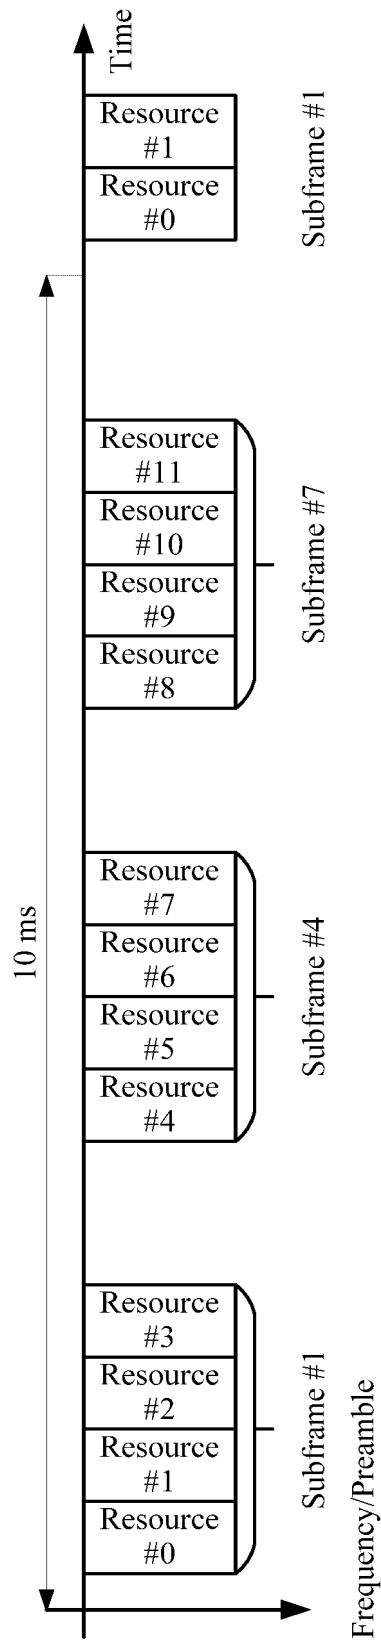 Time
Resource
#1
Resource
#0
Subframe #1
Resource
#11
Resource
#10
Resource
#9
Resource
#8
Subframe #7
10 ms
Resource
#7
Resource
#6
Resource
#5
Resource
#4
Subframe #4
Resource
#3
Resource
#2
Resource
#1
Resource
#0
Subframe #1
Frequency/Preamble